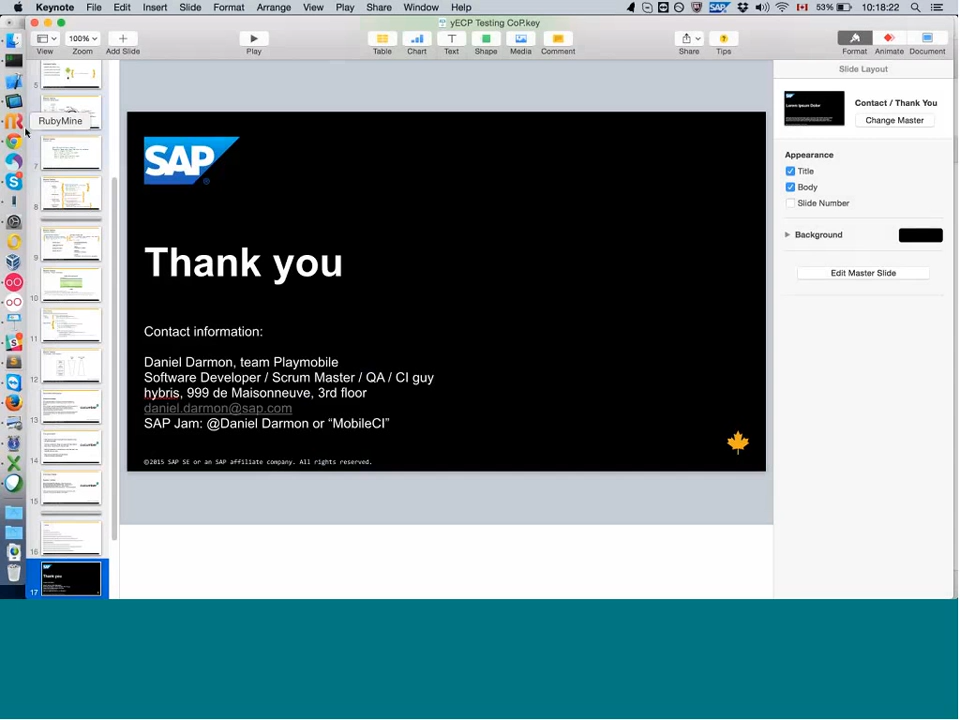 Keynote File Edit Insert Slide Format Arrange View Play Share Window Help SAP 53% 10:18:22
yECP Testing CoP.key
100%
View Zoom Add Slide Play Table Chart Text Shape Media Comment Share Tips Format Animate Document
Slide Layout
Contact / Thank You
Change Master
Appearance
Title
Body
Slide Number
Background
Edit Master Slide
RubyMine
5
7
8
9
10
11
12
13
14
15
16
17
SAP
Thank you
Contact information:
Daniel Darmon, team Playmobile
Software Developer / Scrum Master / QA / CI guy
hybris, 999 de Maisonneuve, 3rd floor
daniel.darmon@sap.com
SAP Jam: @Daniel Darmon or “MobileCI”
©2015 SAP SE or an SAP affiliate company. All rights reserved.